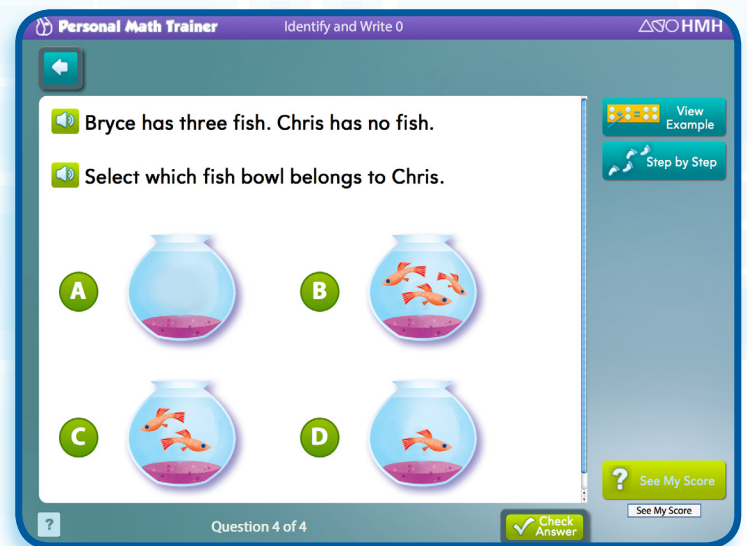 Personal Math Trainer
Identify and Write 0
HMH
Bryce has three fish. Chris has no fish.
Select which fish bowl belongs to Chris.
A
B
C
D
View
Example
Step by Step
? See My Score
See My Score
?
Question 4 of 4
Check
Answer